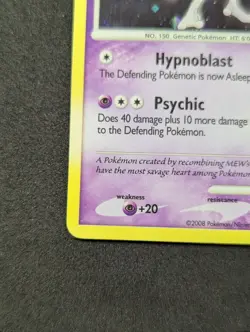 NO. 150 Genetic Pokémon HT: 6'0
Hypnoblast
The Defending Pokémon is now Asleep
Psychic
Does 40 damage plus 10 more damage
to the Defending Pokémon.
A Pokémon created by recombining MEW's
have the most savage heart among Pokémon
weakness
resistance
+20
©2008 Pokémon/Nintendo